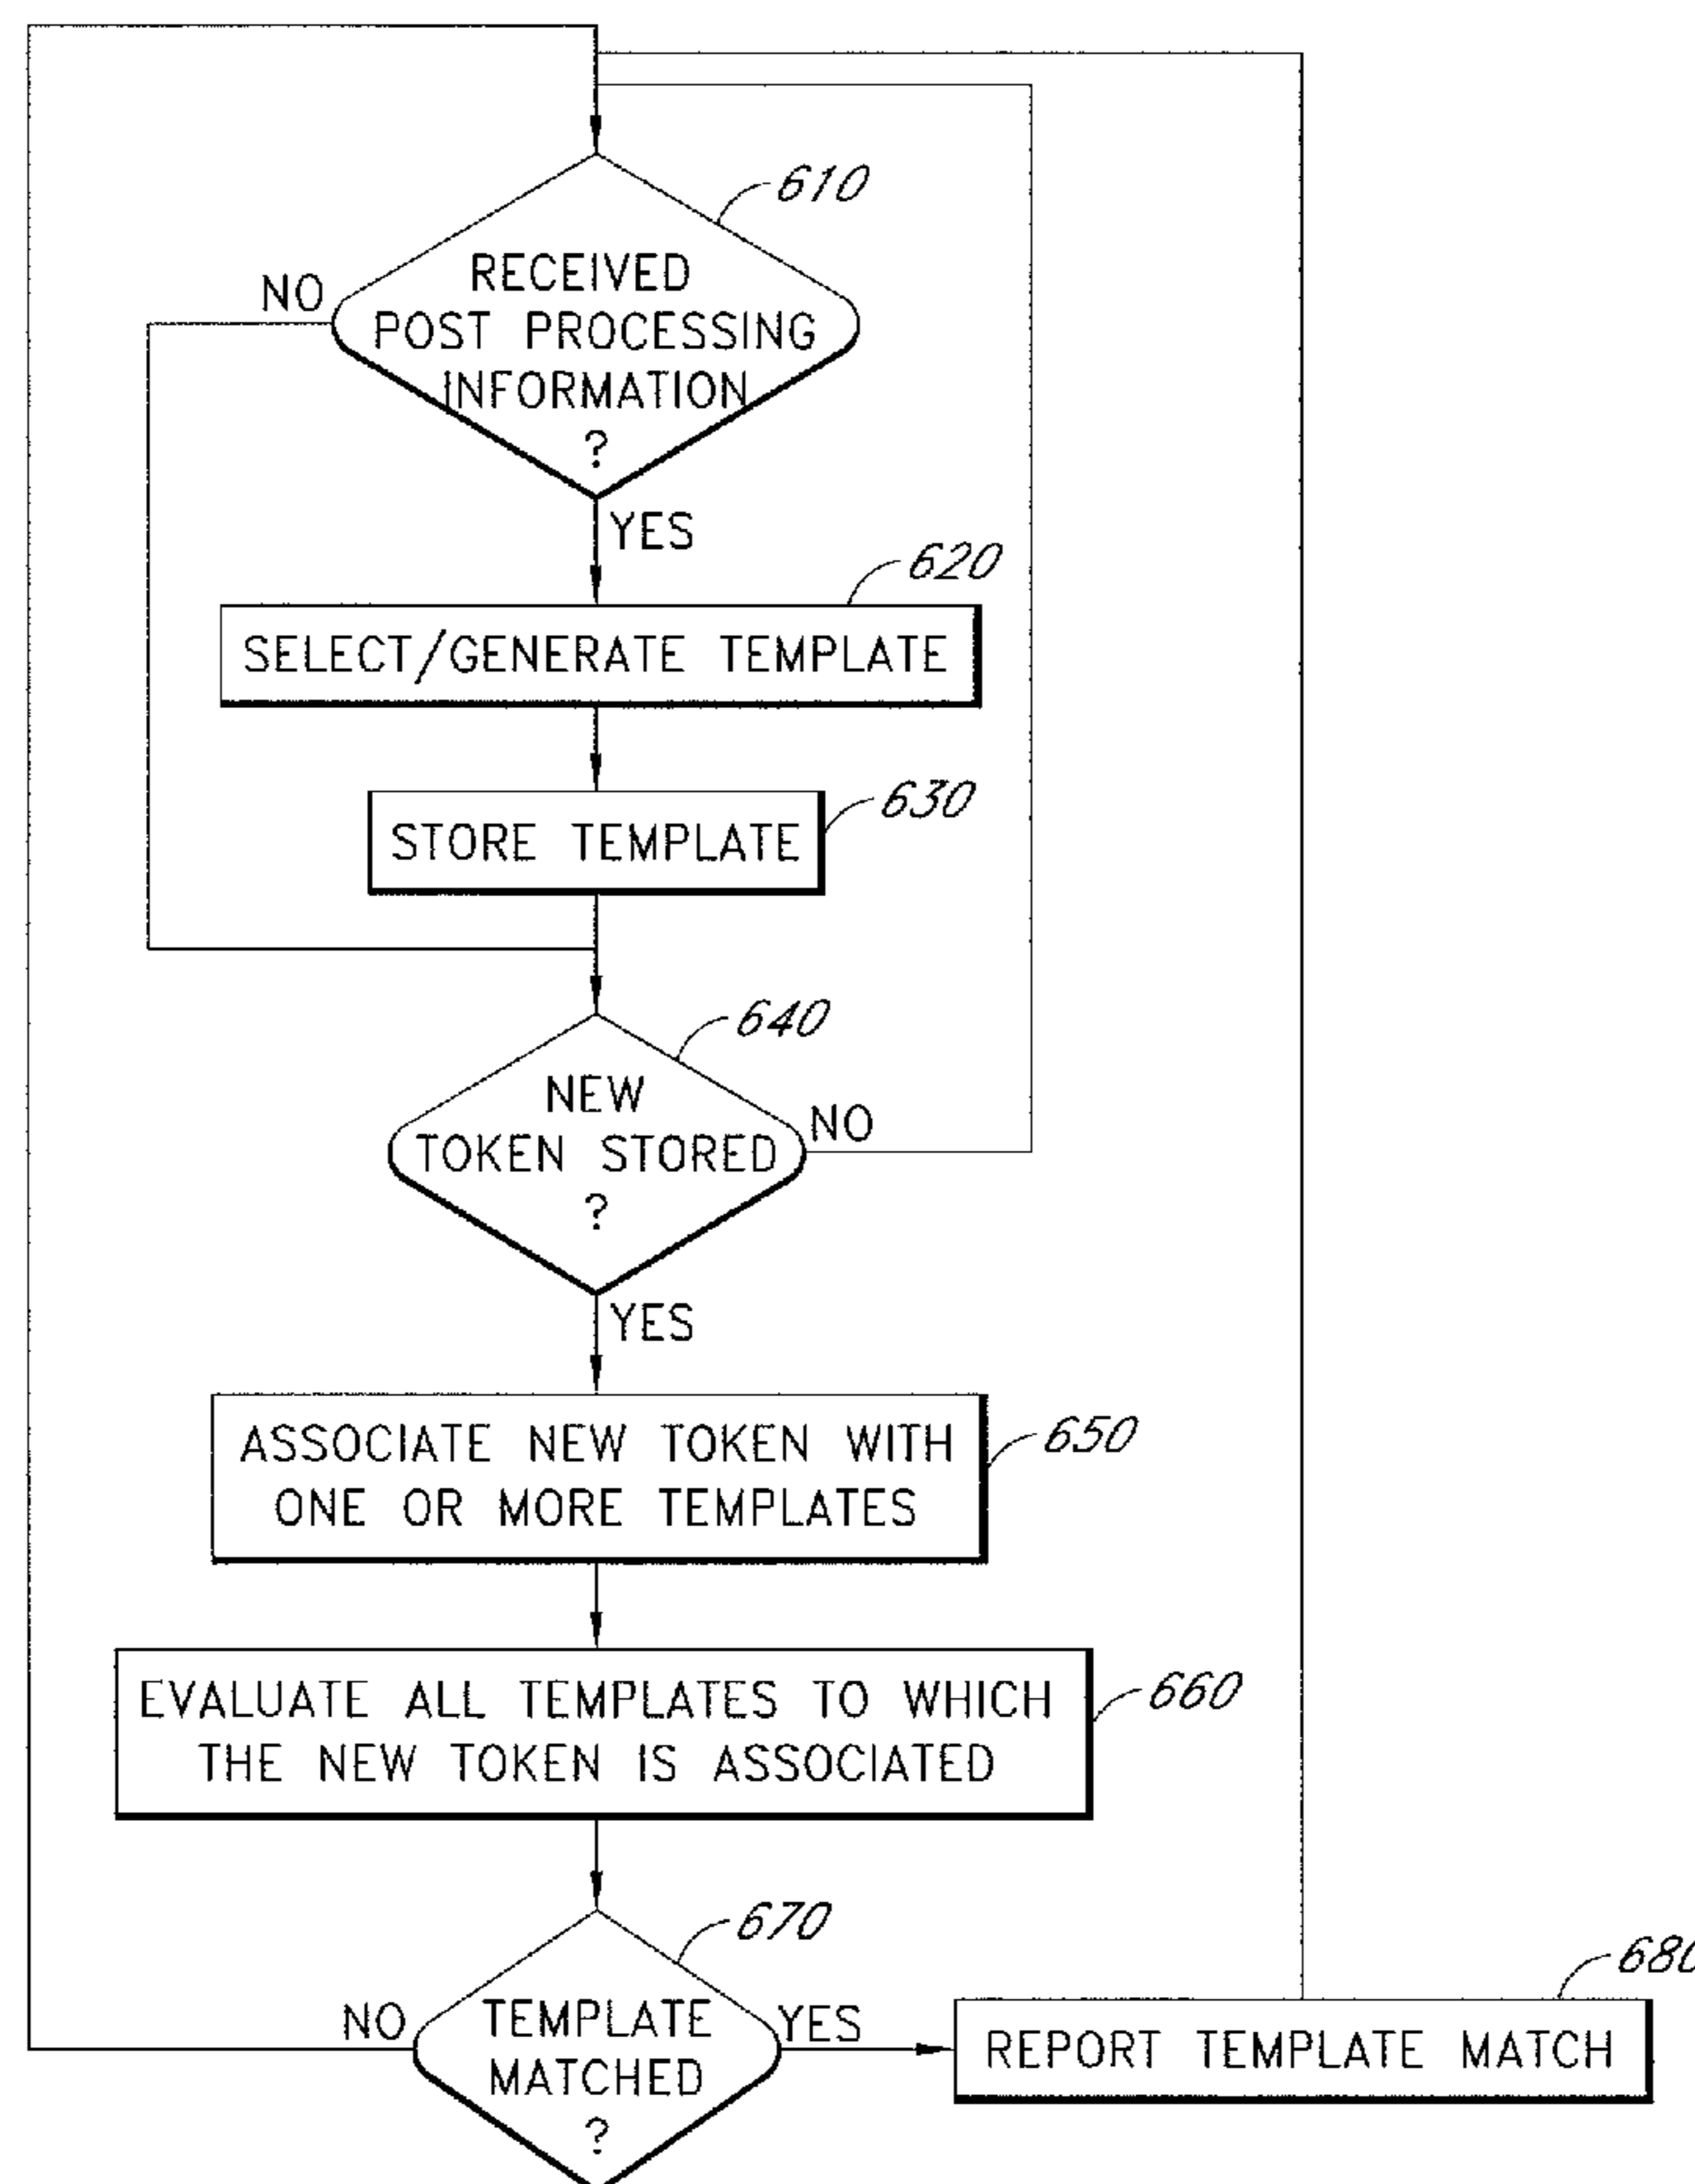 610
NO
RECEIVED
POST PROCESSING
INFORMATION
?
YES
620
SELECT/GENERATE TEMPLATE
630
STORE TEMPLATE
640
NEW
TOKEN STORED
?
NO
YES
650
ASSOCIATE NEW TOKEN WITH
ONE OR MORE TEMPLATES
660
EVALUATE ALL TEMPLATES TO WHICH
THE NEW TOKEN IS ASSOCIATED
670
NO
TEMPLATE
MATCHED
?
YES
680
REPORT TEMPLATE MATCH